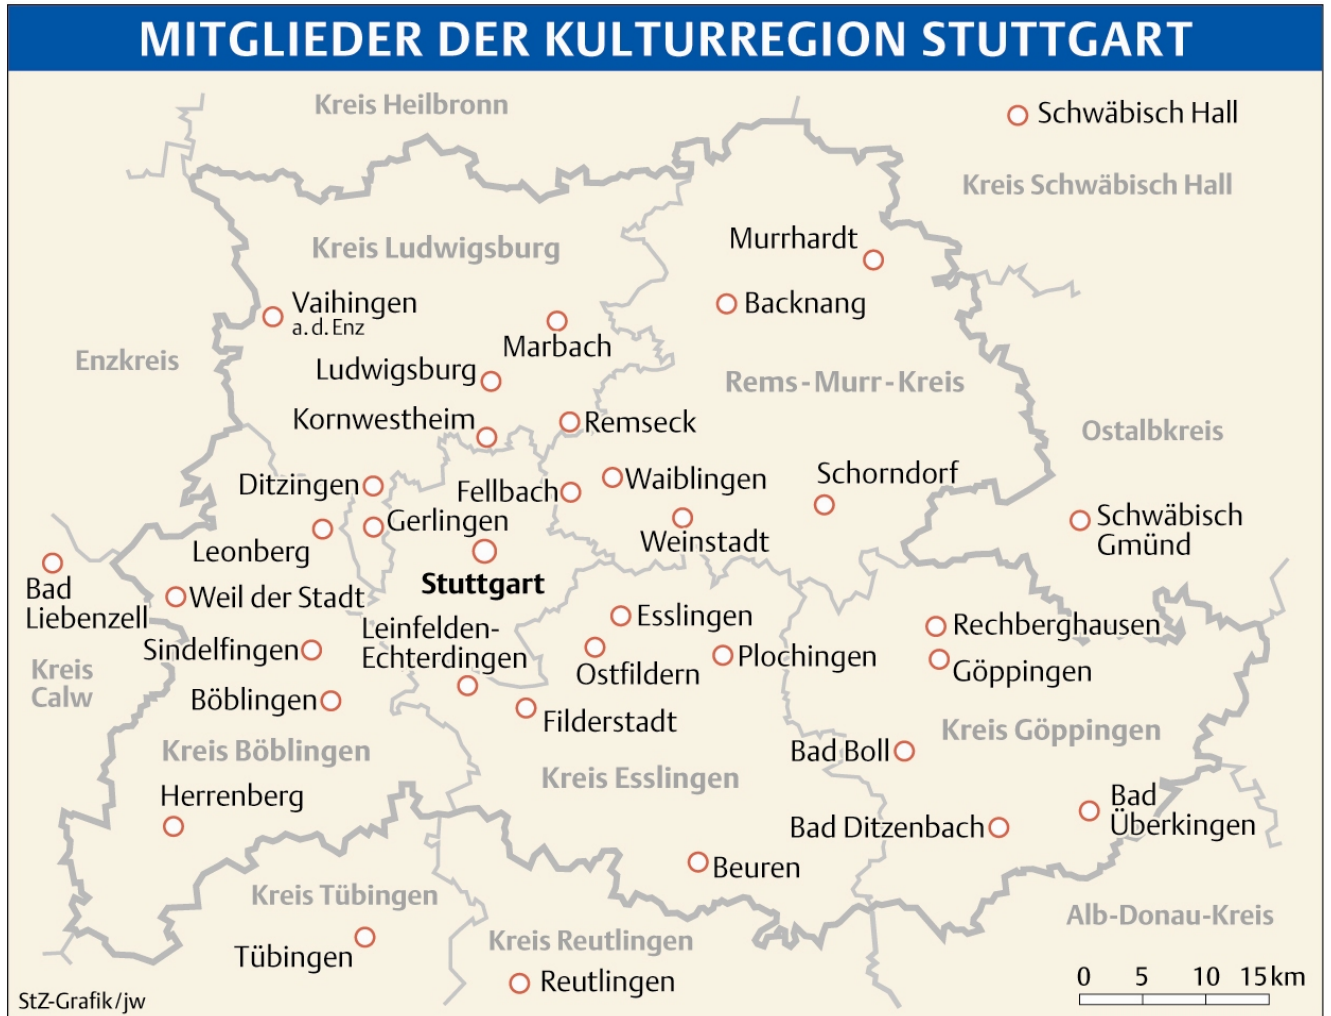 MITGLIEDER DER KULTURREGION STUTTGART
Kreis Heilbronn
Schwäbisch Hall
Kreis Schwäbisch Hall
Murrhardt
Kreis Ludwigsburg
Vaihingen
a. d. Enz
Backnang
Marbach
Enzkreis
Ludwigsburg
Rems-Murr-Kreis
Kornwestheim
Remseck
Ostalbkreis
Ditzingen
Fellbach
Waiblingen
Schorndorf
Gerlingen
Schwäbisch
Gmünd
Leonberg
Weinstadt
Stuttgart
Bad
Liebenzell
Weil der Stadt
Leinfelden-
Echterdingen
Esslingen
Rechberghausen
Sindelfingen
Ostfildern
Plochingen
Göppingen
Kreis
Calw
Böblingen
Filderstadt
Kreis Göppingen
Kreis Böblingen
Bad Boll
Kreis Esslingen
Herrenberg
Bad
Überkingen
Bad Ditzenbach
Beuren
Kreis Tübingen
Alb-Donau-Kreis
Tübingen
Kreis Reutlingen
Reutlingen
0 5 10 15 km
StZ-Grafik/jw